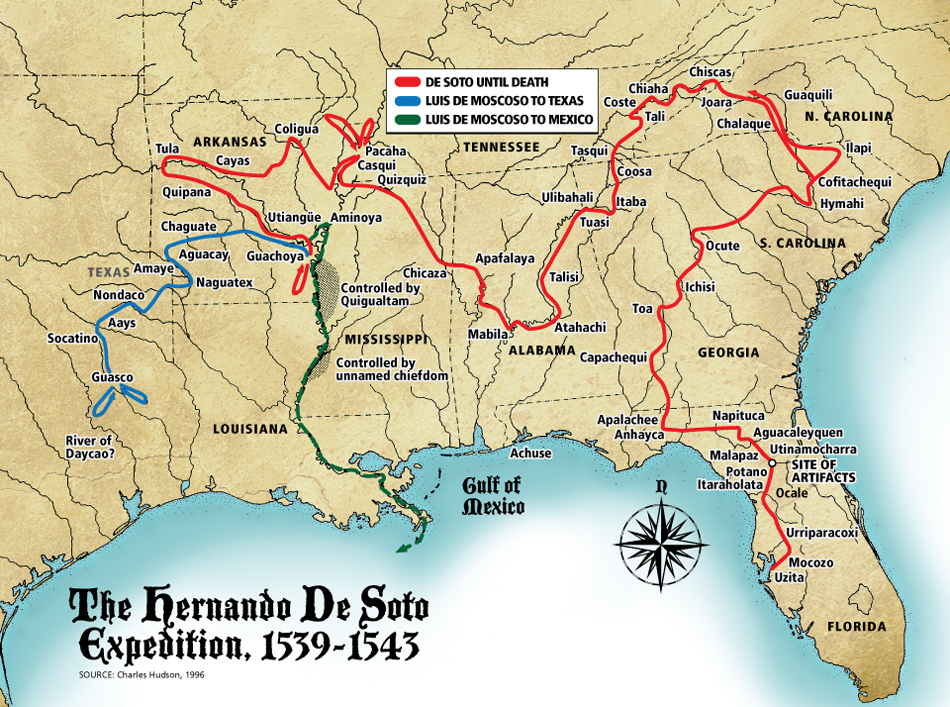 DE SOTO UNTIL DEATH
LUIS DE MOSCOSO TO TEXAS
LUIS DE MOSCOSO TO MEXICO
Chiscas
Chiaha
Coste
Tali
Joara
Guaquili
Chalaque
N. CAROLINA
Ilapi
Coligua
ARKANSAS
Tula
Cayas
Pacaha
Casqui
Quizquiz
TENNESSEE
Tasqui
Coosa
Cofitachequi
Hymahi
Quipana
Ulibahali
Itaba
Tuasi
Utiangüe
Aminoya
Chaguate
Aguacay
Guachoya
Ocute
S. CAROLINA
TEXAS
Amaye
Naguatex
Chicaza
Apafalaya
Talisi
Ichisi
Nondaco
Controlled by
Quigualtam
Toa
Aays
Socatino
MISSISSIPPI
Mabila
Atahachi
ALABAMA
Capachequi
GEORGIA
Controlled by
unnamed chiefdom
Guasco
LOUISIANA
River of
Daycao?
Apalachee
Anhayca
Napituca
Aguacaleyquen
Utinamocharra
Malapaz
Potano
Itaraholata
SITE OF
ARTIFACTS
Ocale
Achuse
Gulf of
Mexico
N
Urriparacoxi
Mocozo
Uzita
FLORIDA
The Hernando De Soto
Expedition, 1539-1543
SOURCE: Charles Hudson, 1996